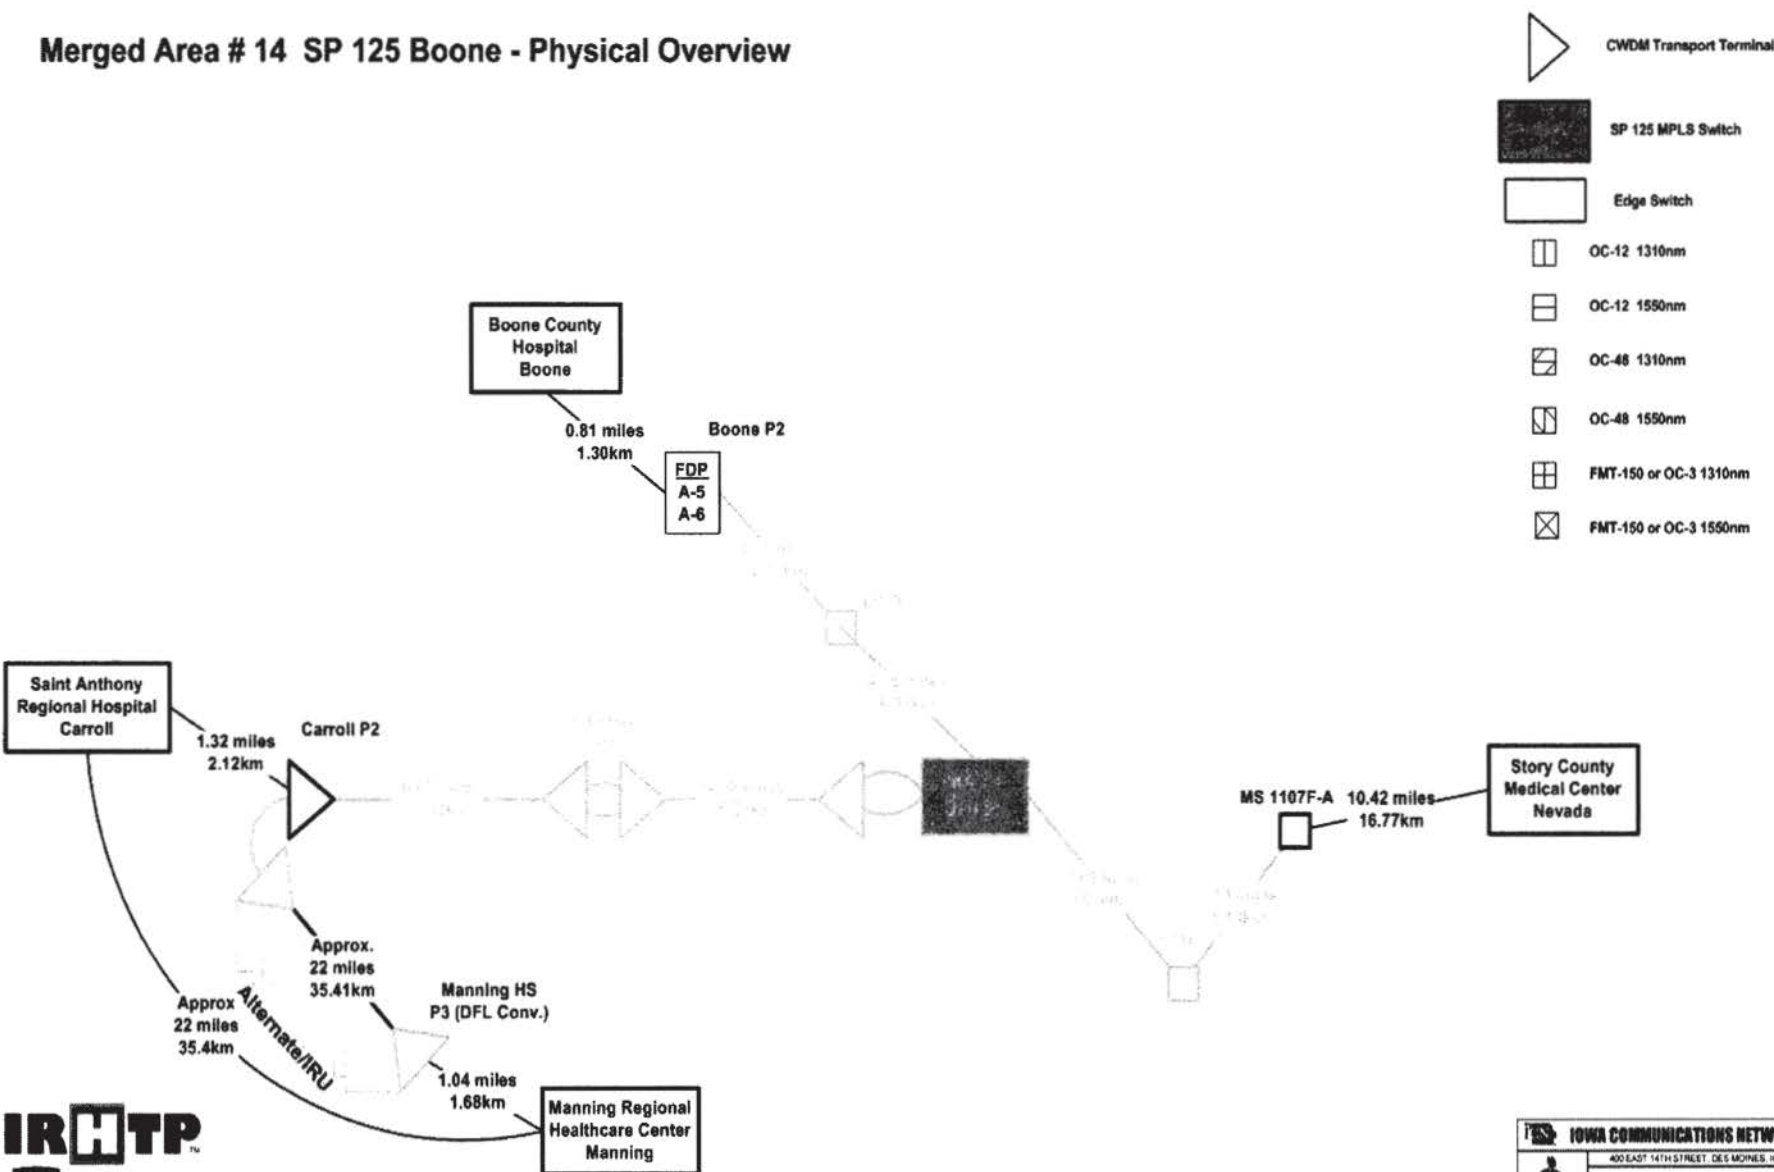 Merged Area # 14 SP 125 Boone - Physical Overview
CWDM Transport Terminal
SP 125 MPLS Switch
Edge Switch
OC-12 1310nm
OC-12 1550nm
OC-48 1310nm
OC-48 1550nm
FMT-150 or OC-3 1310nm
FMT-150 or OC-3 1550nm
Boone County
Hospital
Boone
0.81 miles
1.30km
Boone P2
FDP
A-5
A-6
Saint Anthony
Regional Hospital
Carroll
1.32 miles
2.12km
Carroll P2
Story County
Medical Center
Nevada
MS 1107F-A
10.42 miles
16.77km
Approx.
22 miles
35.41km
Manning HS
P3 (DFL Conv.)
Approx
22 miles
35.4km
Alternate/IRU
1.04 miles
1.68km
Manning Regional
Healthcare Center
Manning
IRHTP
IOWA COMMUNICATIONS NETW
400 EAST 14TH STREET, DES MOINES,